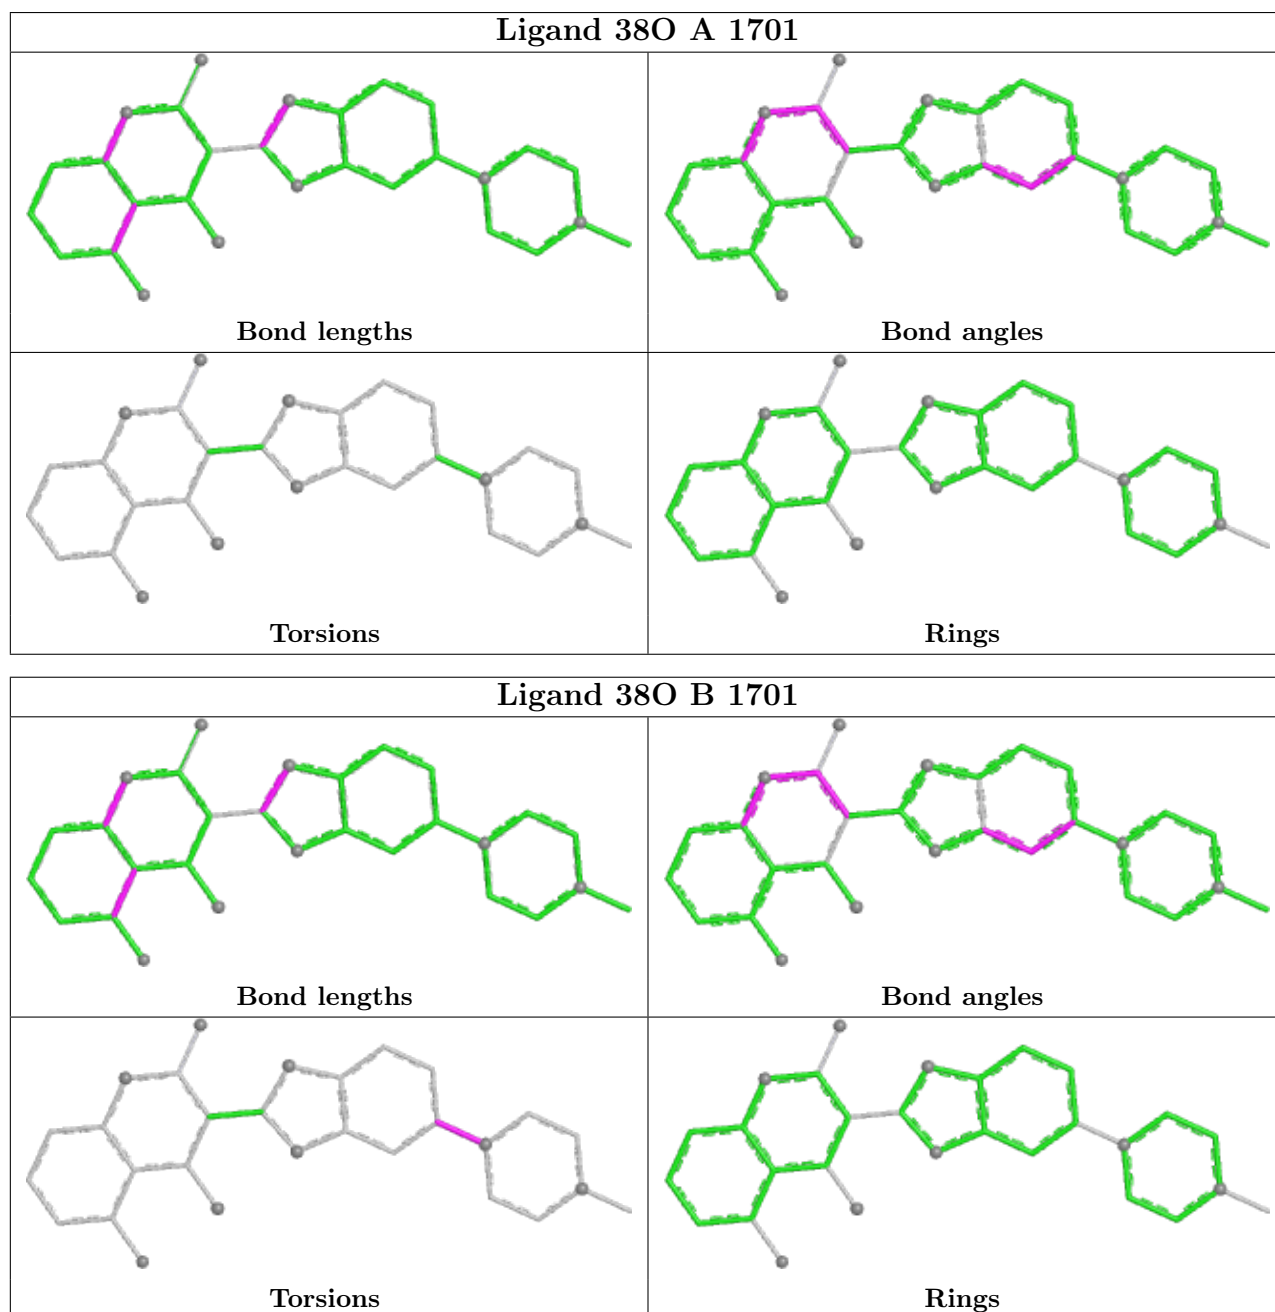 Ligand 38O A 1701
Bond lengths
Bond angles
Torsions
Rings
Ligand 38O B 1701
Bond lengths
Bond angles
Torsions
Rings